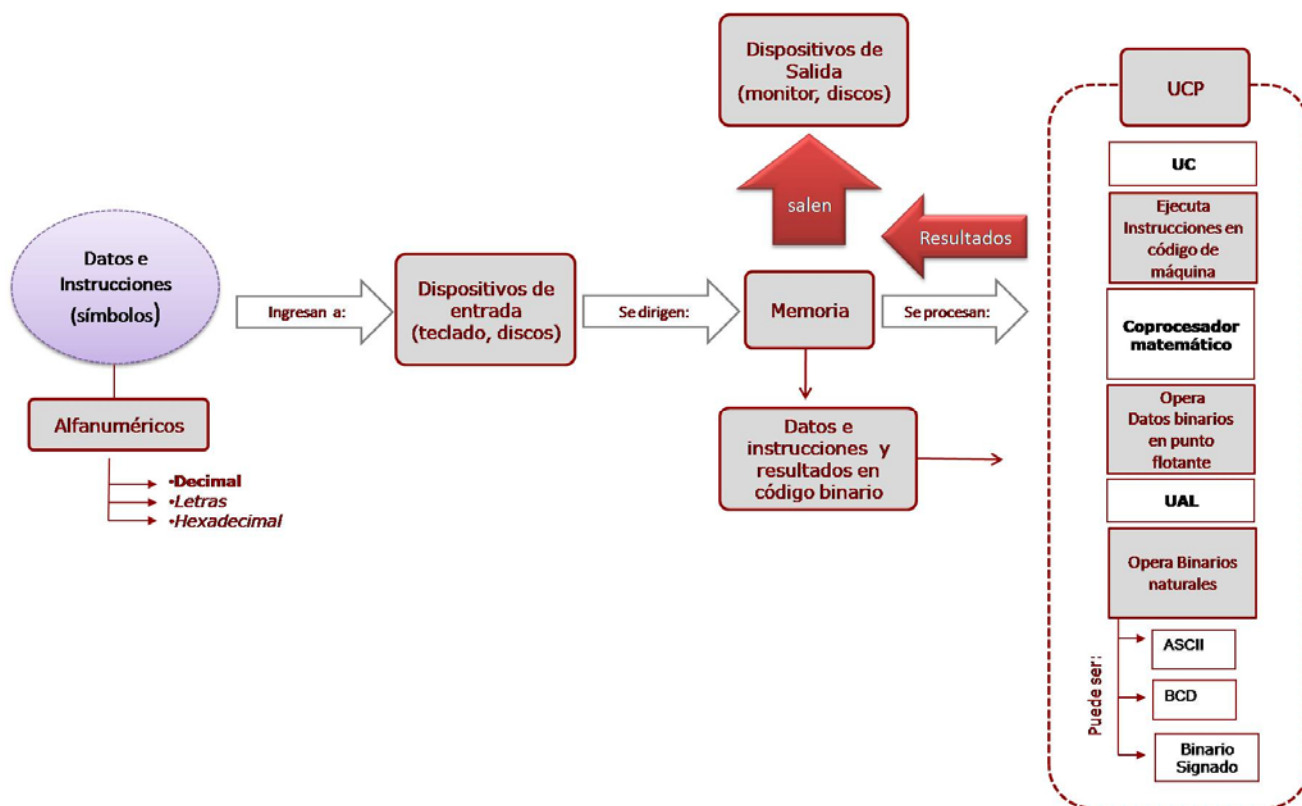 Datos e
Instrucciones
(símbolos)
Alfanuméricos
•Decimal
•Letras
•Hexadecimal
Ingresan a:
Dispositivos de
entrada
(teclado, discos)
Se dirigen:
Memoria
Datos e
instrucciones y
resultados en
código binario
Dispositivos de
Salida
(monitor, discos)
salen
Resultados
Se procesan:
UCP
UC
Ejecuta
Instrucciones en
código de
máquina
Coprocesador
matemático
Opera
Datos binarios
en punto
flotante
UAL
Opera Binarios
naturales
Puede ser:
ASCII
BCD
Binario
Signado